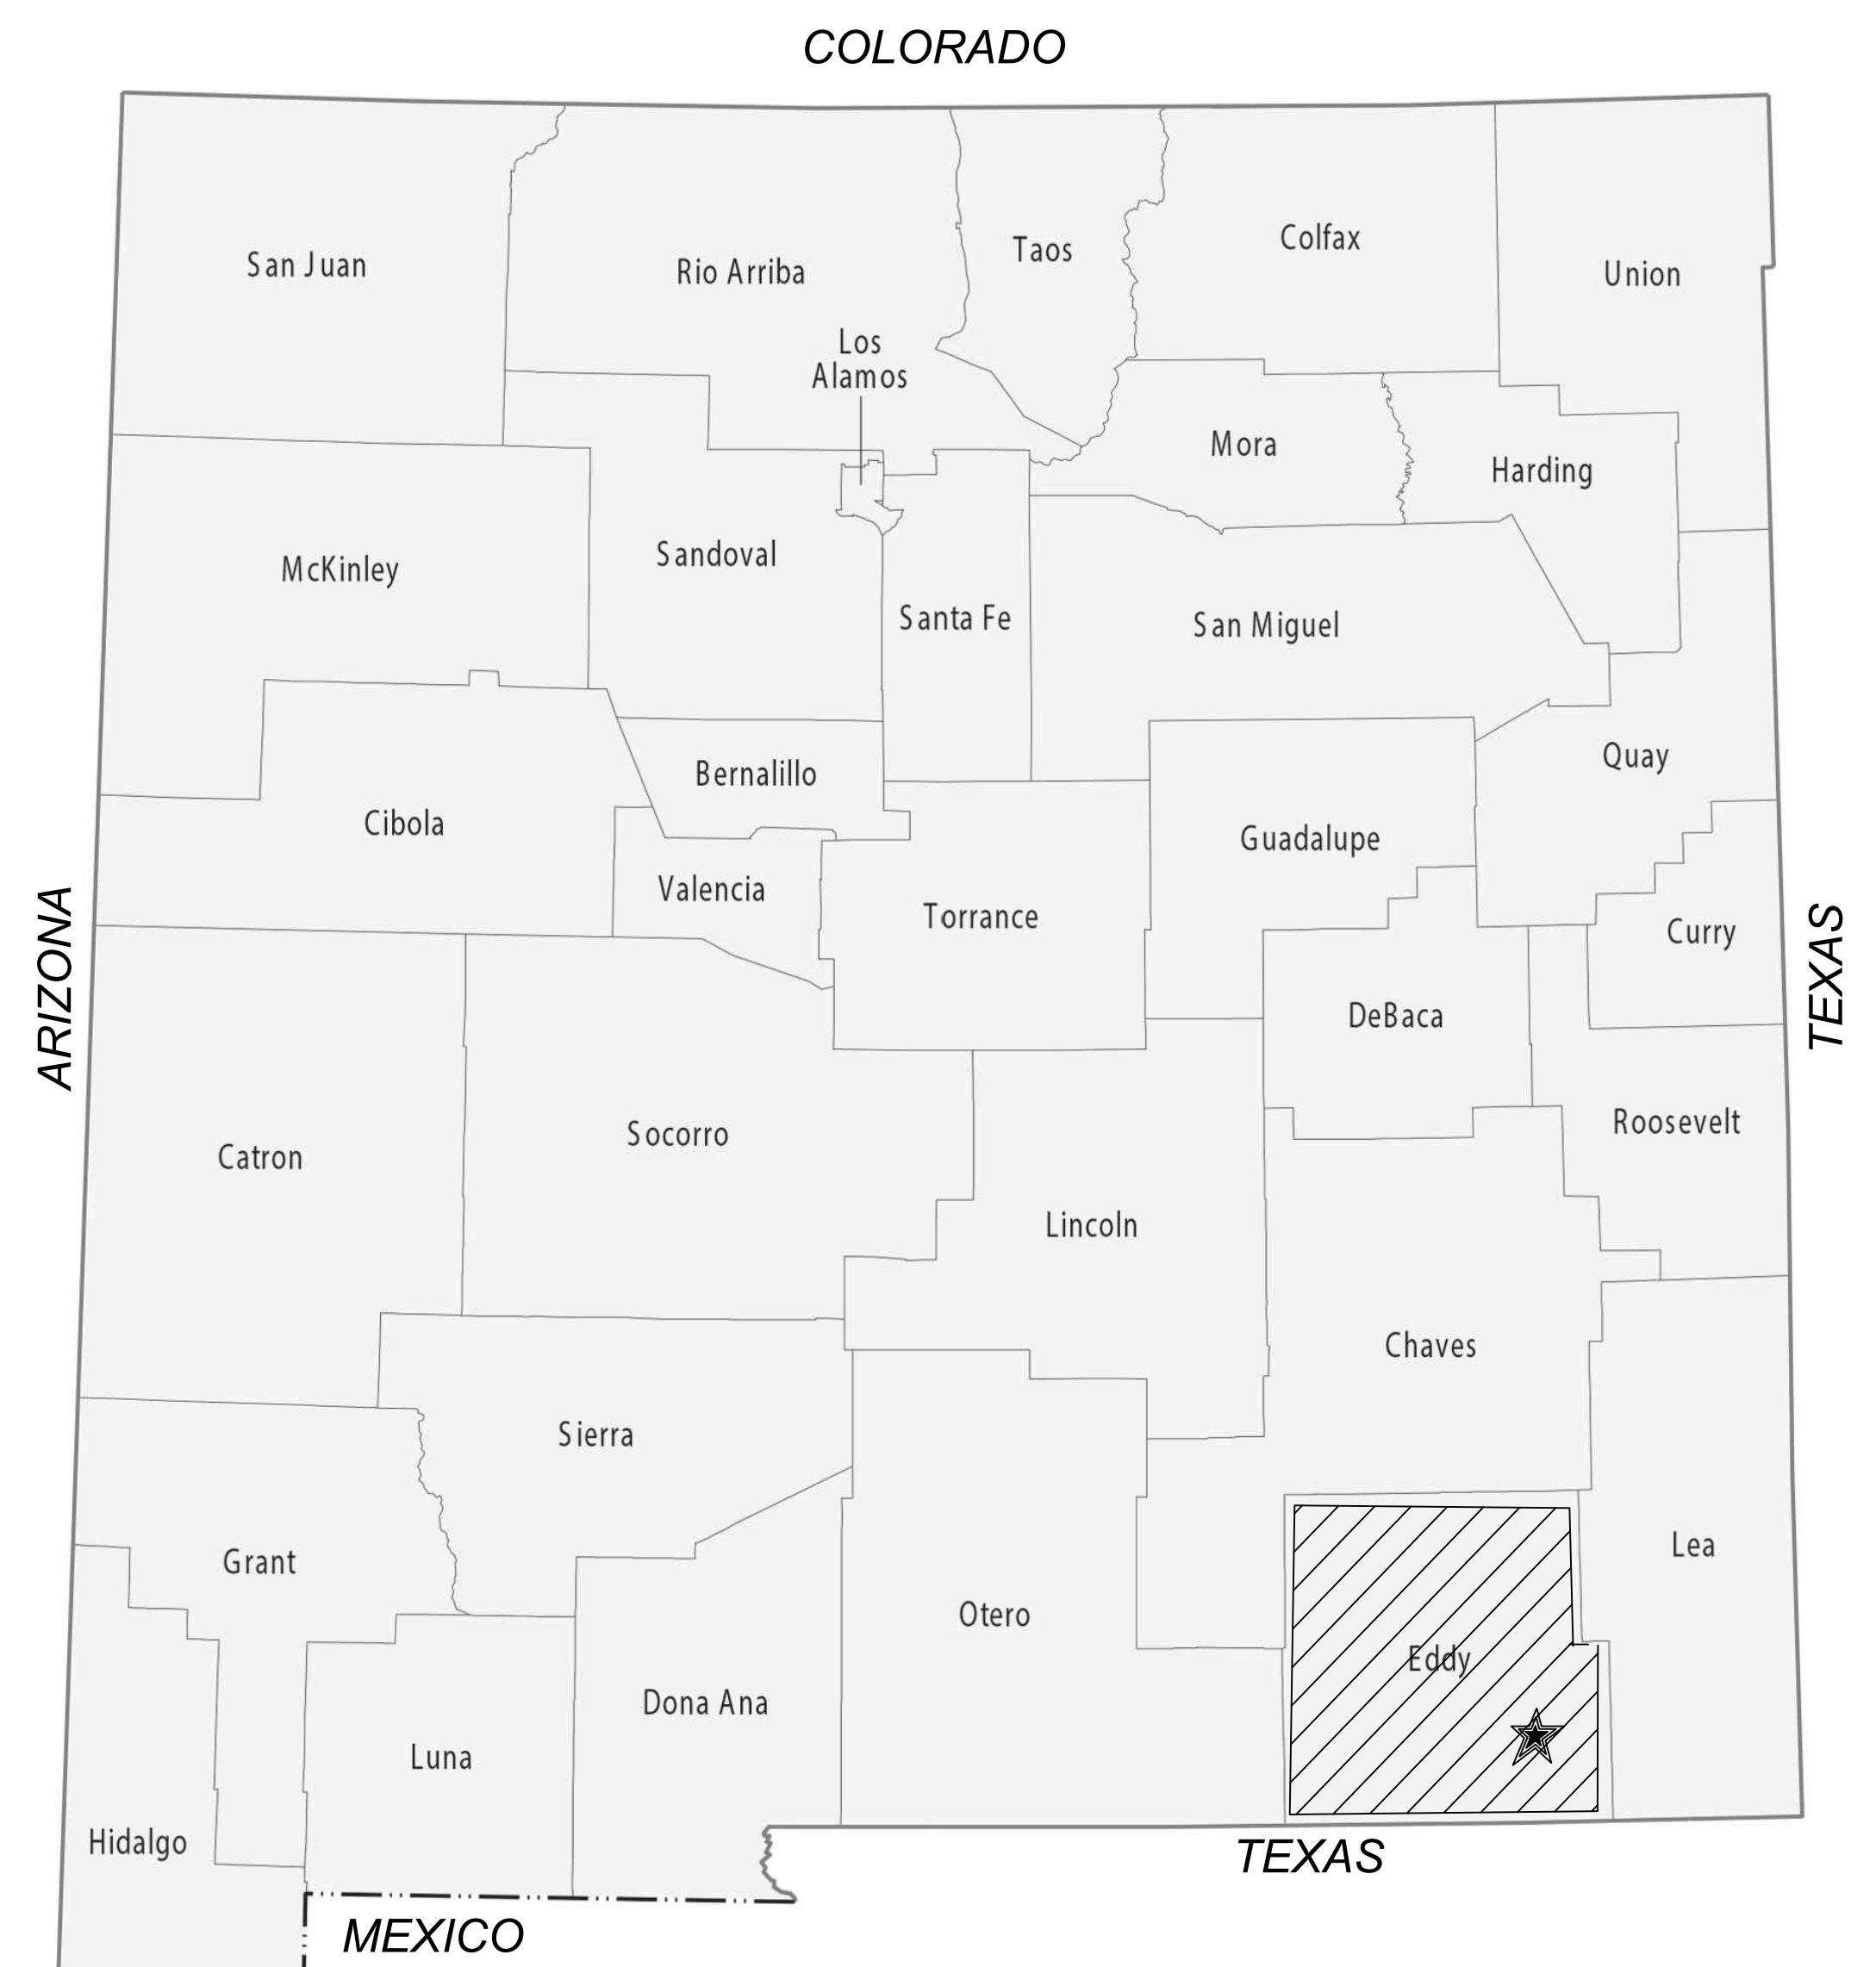 COLORADO
San Juan
Rio Arriba
Taos
Colfax
Union
Los
Alamos
Mora
Harding
McKinley
Sandoval
Santa Fe
San Miguel
Bernalillo
Quay
Cibola
Guadalupe
Valencia
Torrance
Curry
ARIZONA
TEXAS
DeBaca
Roosevelt
Socorro
Catron
Lincoln
Chaves
Sierra
Lea
Grant
Otero
Eddy
Dona Ana
Luna
Hidalgo
TEXAS
MEXICO